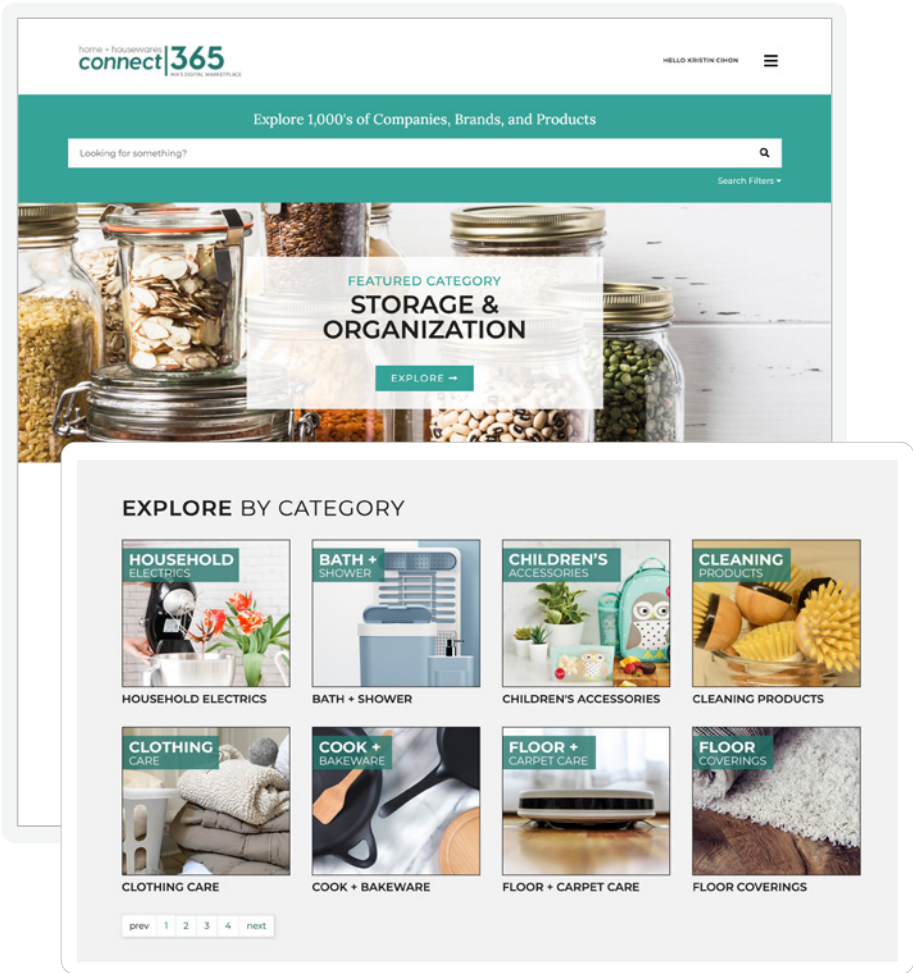 home + housewares
connect|365
IHA'S DIGITAL MARKETPLACE
HELLO KRISTIN CIHON
Explore 1,000's of Companies, Brands, and Products
Looking for something?
Search Filters
FEATURED CATEGORY
STORAGE &
ORGANIZATION
EXPLORE →
EXPLORE BY CATEGORY
HOUSEHOLD
ELECTRICS
BATH +
SHOWER
CHILDREN'S
ACCESSORIES
CLEANING
PRODUCTS
HOUSEHOLD ELECTRICS
BATH + SHOWER
CHILDREN'S ACCESSORIES
CLEANING PRODUCTS
CLOTHING
CARE
COOK +
BAKEWARE
FLOOR +
CARPET CARE
FLOOR
COVERINGS
CLOTHING CARE
COOK + BAKEWARE
FLOOR + CARPET CARE
FLOOR COVERINGS
prev 1 2 3 4 next